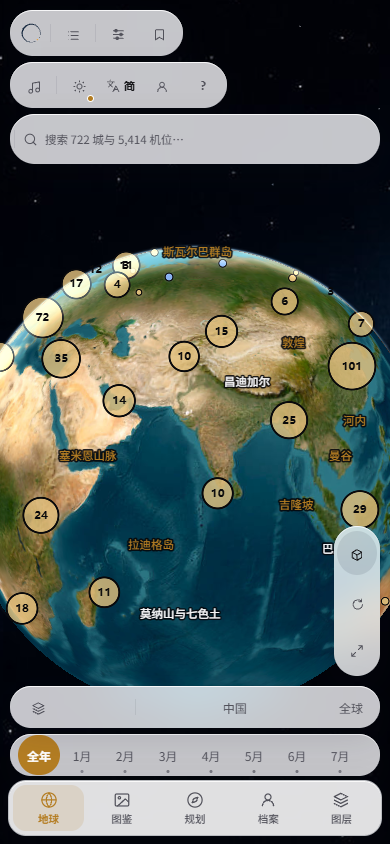 简
?
搜索 722 城与 5,414 机位…
斯瓦尔巴群岛
17
4
72
6
7
15
35
10
敦煌
101
昌迪加尔
14
25
河内
塞米恩山脉
曼谷
10
吉隆坡
29
24
拉迪格岛
巴
11
18
莫纳山与七色土
中国
全球
全年
1月
2月
3月
4月
5月
6月
7月
地球
图鉴
规划
档案
图层